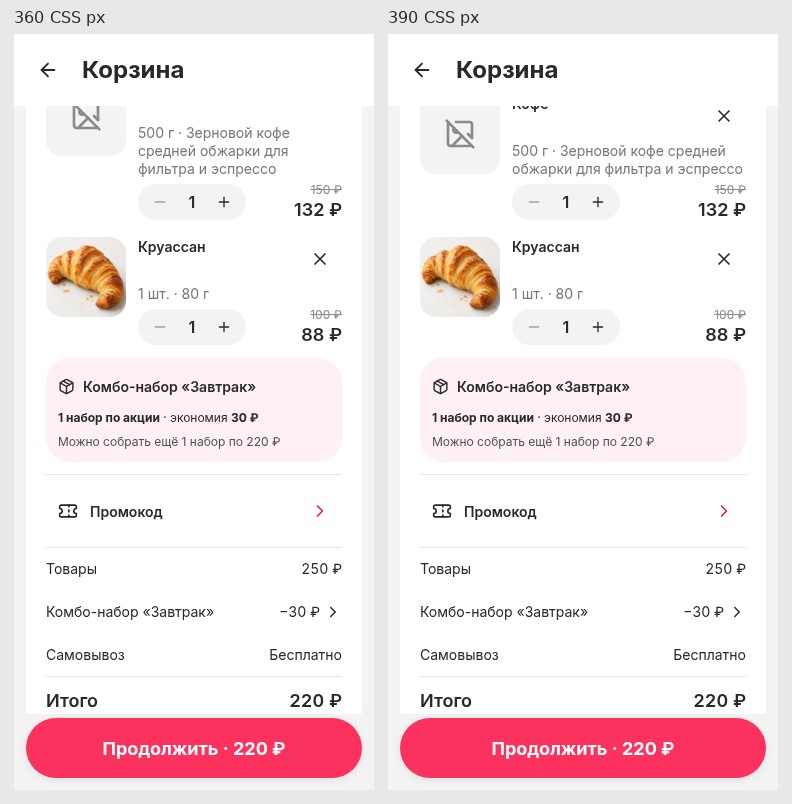 360 CSS px
Корзина
500 г · Зерновой кофе
средней обжарки для
фильтра и эспрессо
1
150 ₽
132 ₽
Круассан
1 шт. · 80 г
1
100 ₽
88 ₽
Комбо-набор «Завтрак»
1 набор по акции · экономия 30 ₽
Можно собрать ещё 1 набор по 220 ₽
Промокод
Товары 250 ₽
Комбо-набор «Завтрак» −30 ₽
Самовывоз Бесплатно
Итого 220 ₽
Продолжить · 220 ₽
390 CSS px
Корзина
Кофе
500 г · Зерновой кофе средней
обжарки для фильтра и эспрессо
1
150 ₽
132 ₽
Круассан
1 шт. · 80 г
1
100 ₽
88 ₽
Комбо-набор «Завтрак»
1 набор по акции · экономия 30 ₽
Можно собрать ещё 1 набор по 220 ₽
Промокод
Товары 250 ₽
Комбо-набор «Завтрак» −30 ₽
Самовывоз Бесплатно
Итого 220 ₽
Продолжить · 220 ₽